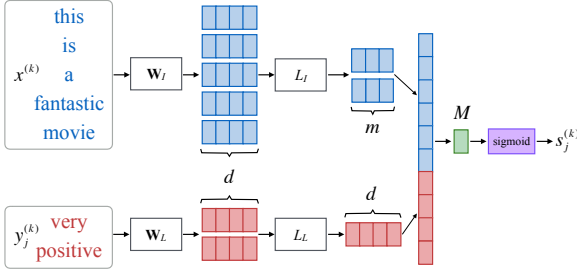 this
is
x^{(k)} a
fantastic
movie
W_I
L_I
m
d
M
sigmoid
s_j^{(k)}
y_j^{(k)} very
positive
W_L
d
L_L
d